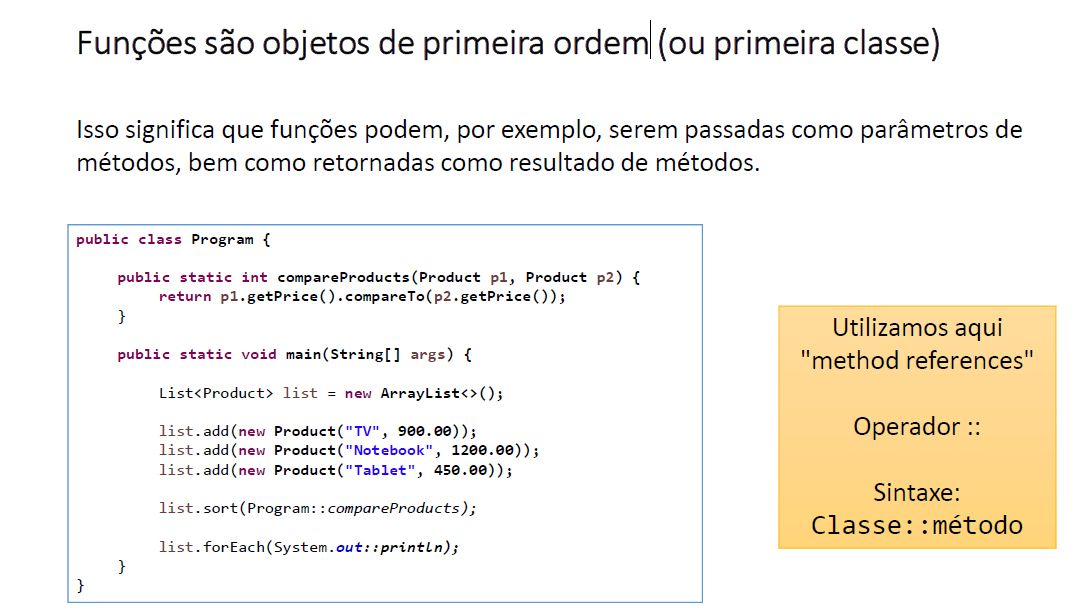 Funções são objetos de primeira ordem (ou primeira classe)
Isso significa que funções podem, por exemplo, serem passadas como parâmetros de
métodos, bem como retornadas como resultado de métodos.
public class Program {
public static int compareProducts(Product p1, Product p2) {
return p1.getPrice().compareTo(p2.getPrice());
}
public static void main(String[] args) {
List<Product> list = new ArrayList<>();
list.add(new Product("TV", 900.00));
list.add(new Product("Notebook", 1200.00));
list.add(new Product("Tablet", 450.00));
list.sort(Program::compareProducts);
list.forEach(System.out::println);
}
}
Utilizamos aqui
"method references"
Operador ::
Sintaxe:
Classe::método